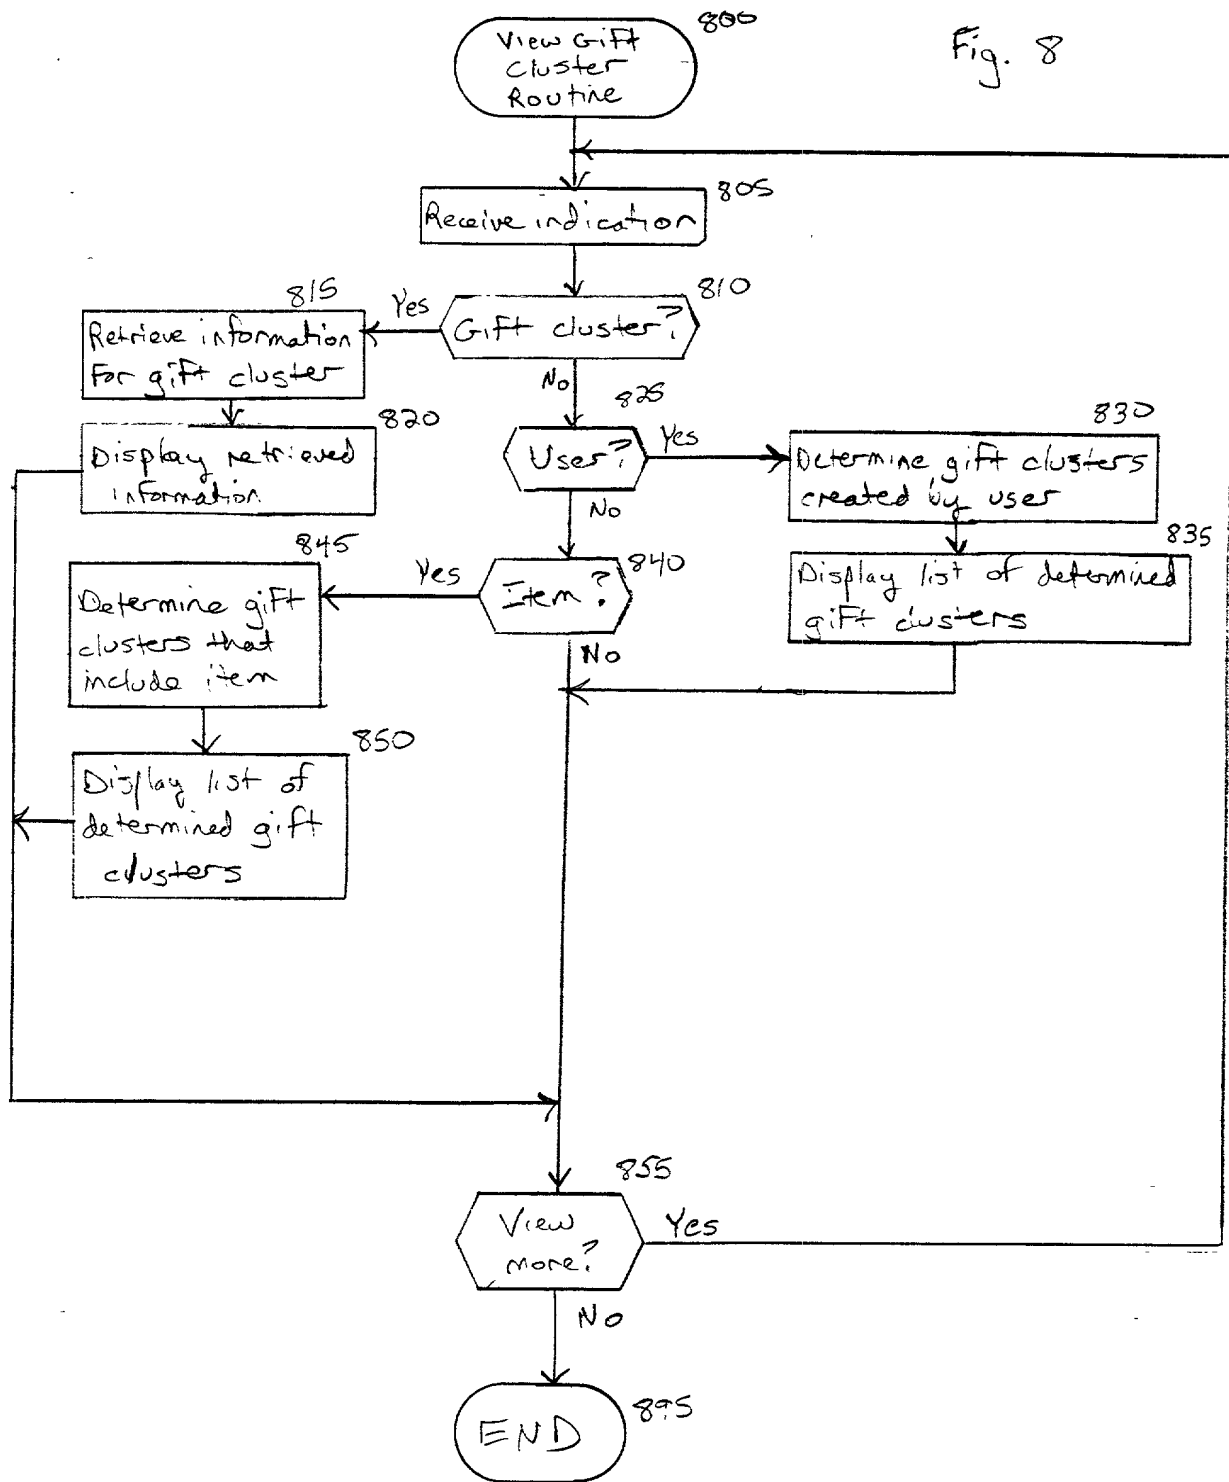 800
Fig. 8
View Gift
Cluster
Routine
805
Receive indication
810
Gift cluster?
Yes
No
815
Retrieve information
For gift cluster
820
Display retrieved
information
825
User?
Yes
No
830
Determine gift clusters
created by user
835
Display list of determined
gift clusters
840
Item?
Yes
No
845
Determine gift
clusters that
include item
850
Display list of
determined gift
clusters
855
View
more?
Yes
No
END
895